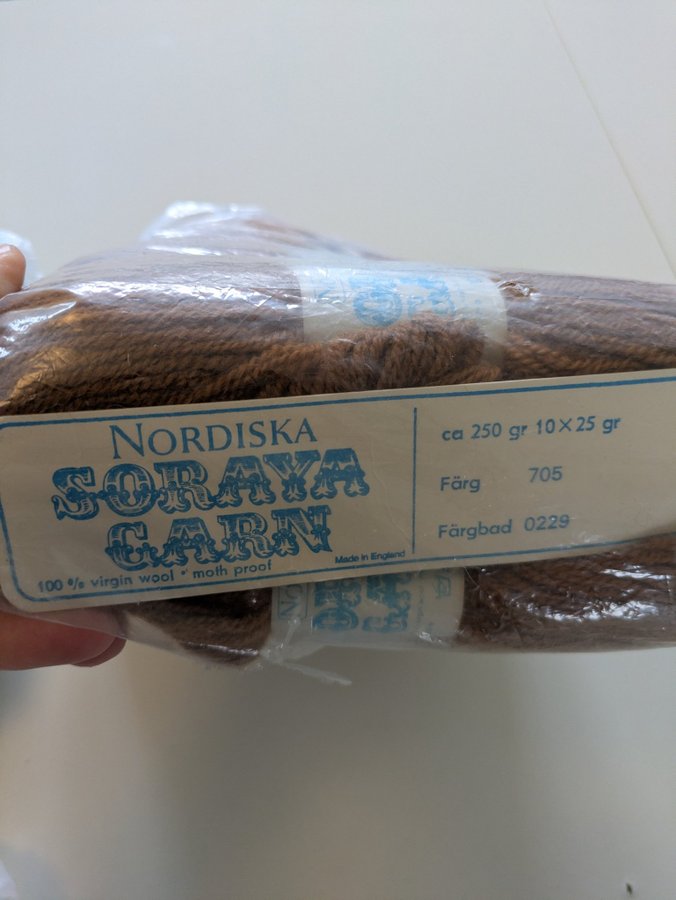 NORDISKA
SORAYA
GARN
100 % virgin wool • moth proof
Made in England
ca 250 gr 10×25 gr
Färg 705
Färgbad 0229